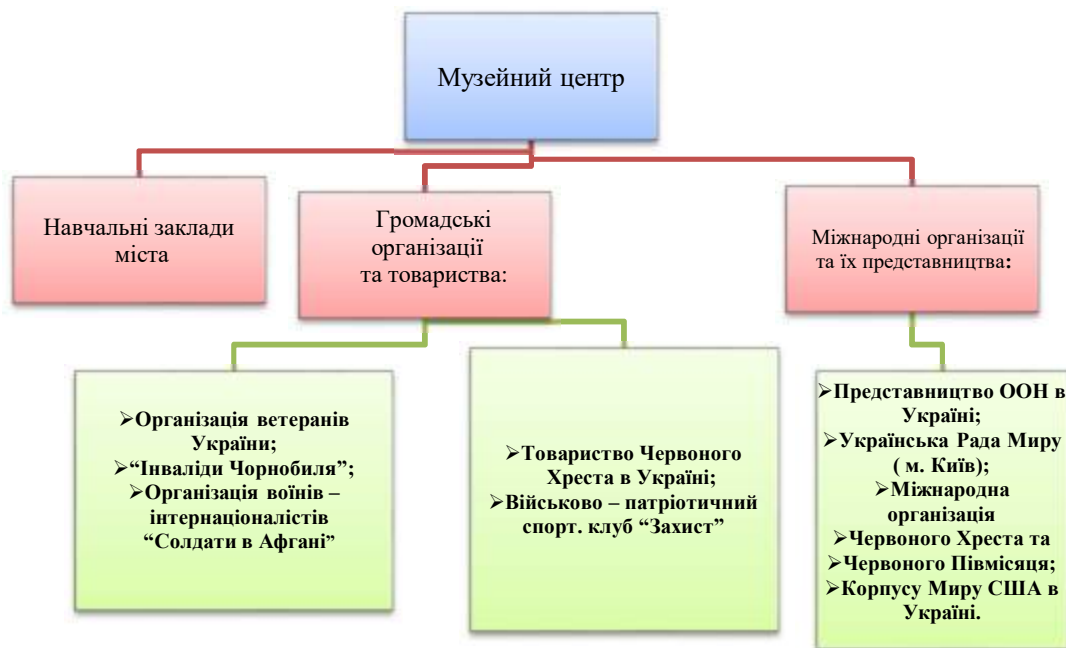 Музейний центр
Навчальні заклади
міста
Громадські
організації
та товариства:
Міжнародні організації
та їх представництва:
➢Організація ветеранів
України;
➢“Інваліди Чорнобиля”;
➢Організація воїнів –
інтернаціоналістів
“Солдати в Афгані”
➢Товариство Червоного
Хреста в Україні;
➢Військово – патріотичний
спорт. клуб “Захист”
➢Представництво ООН в
Україні;
➢Українська Рада Миру
( м. Київ);
➢Міжнародна
організація
➢Червоного Хреста та
➢Червоного Півмісяця;
➢Корпусу Миру США в
Україні.